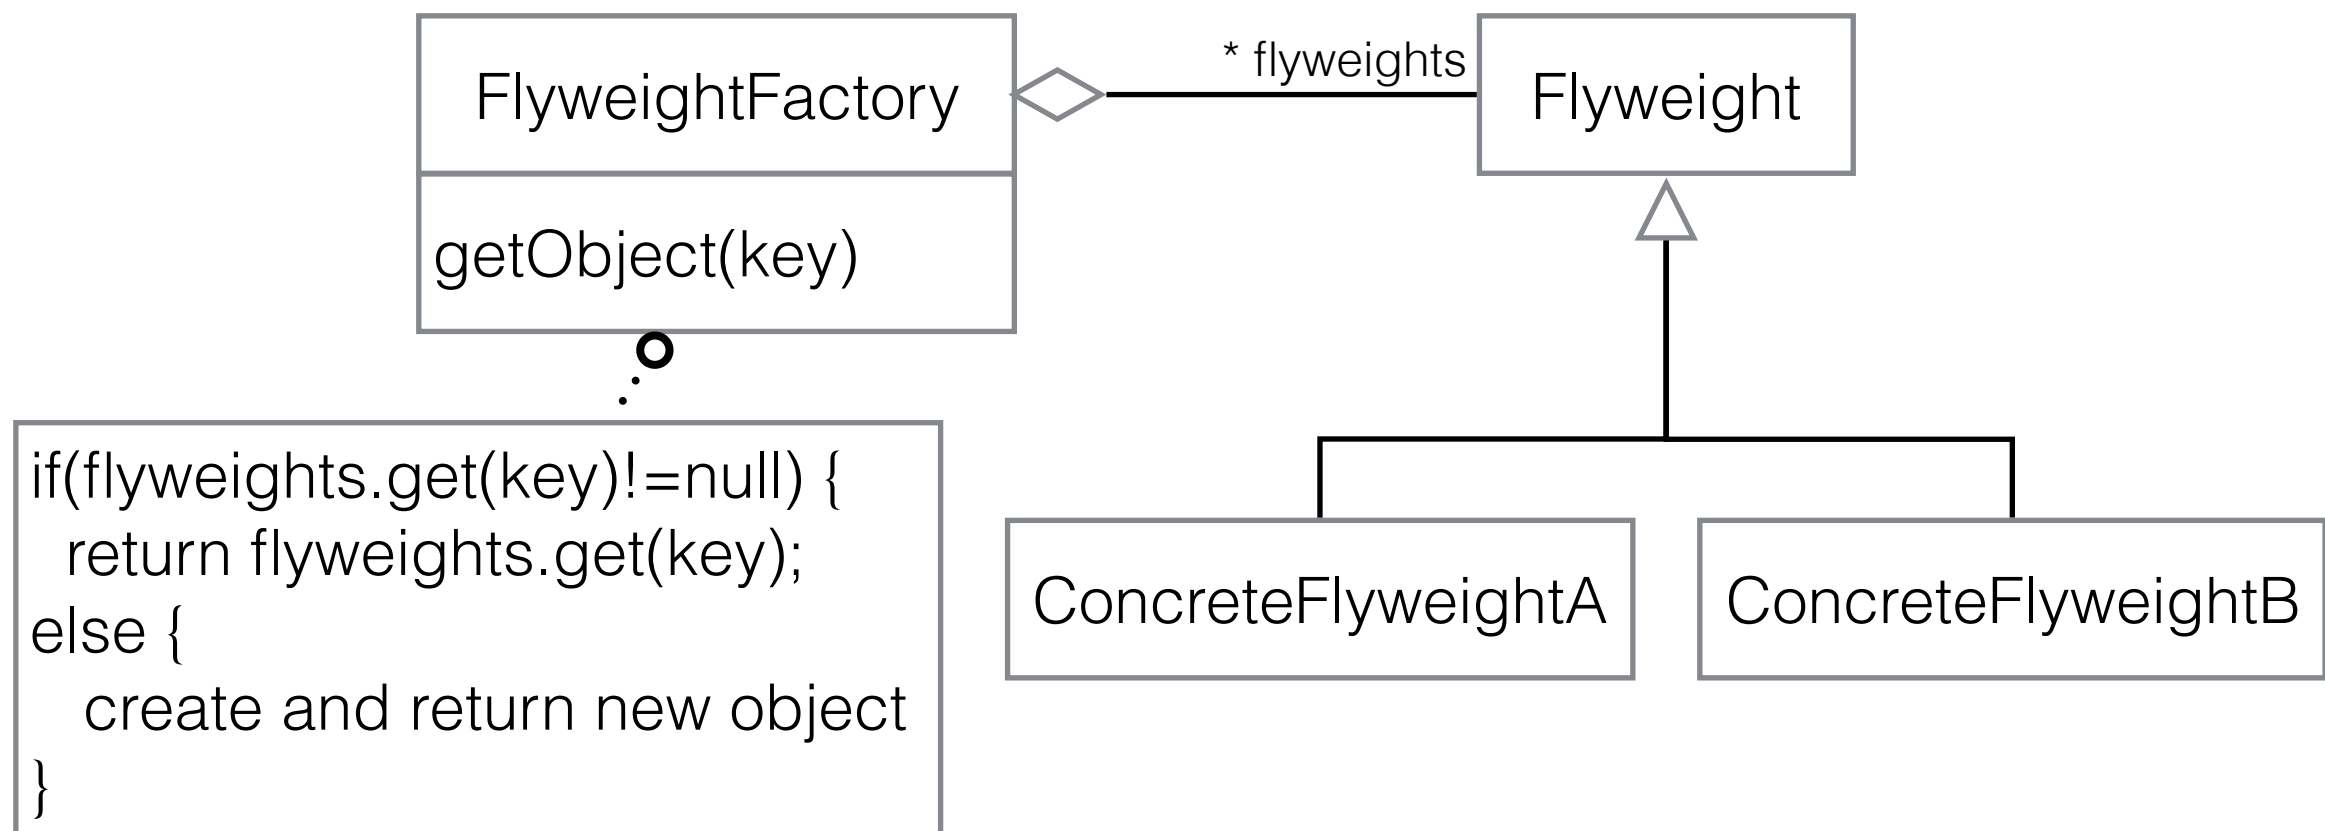 FlyweightFactory
* flyweights
Flyweight
getObject(key)
if(flyweights.get(key)!=null) {
return flyweights.get(key);
else {
create and return new object
}
ConcreteFlyweightA
ConcreteFlyweightB